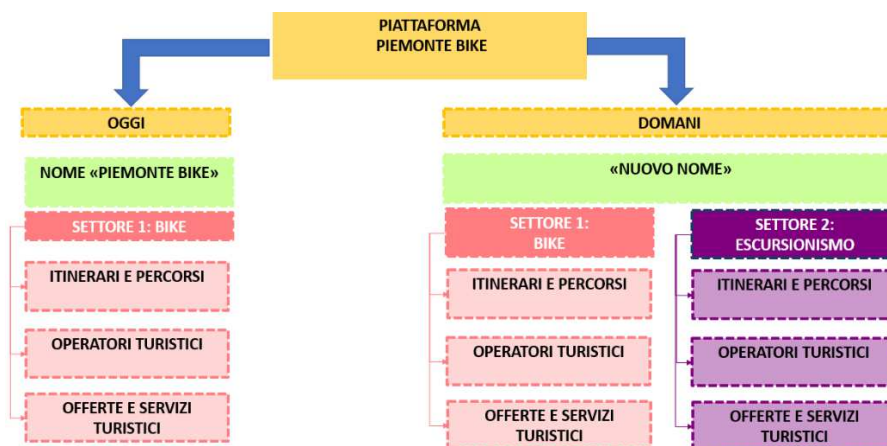 PIATTAFORMA
PIEMONTE BIKE
OGGI
DOMANI
NOME «PIEMONTE BIKE»
«NUOVO NOME»
SETTORE 1: BIKE
SETTORE 1:
BIKE
SETTORE 2:
ESCURSIONISMO
ITINERARI E PERCORSI
ITINERARI E PERCORSI
ITINERARI E PERCORSI
OPERATORI TURISTICI
OPERATORI TURISTICI
OPERATORI TURISTICI
OFFERTE E SERVIZI
TURISTICI
OFFERTE E SERVIZI
TURISTICI
OFFERTE E SERVIZI
TURISTICI